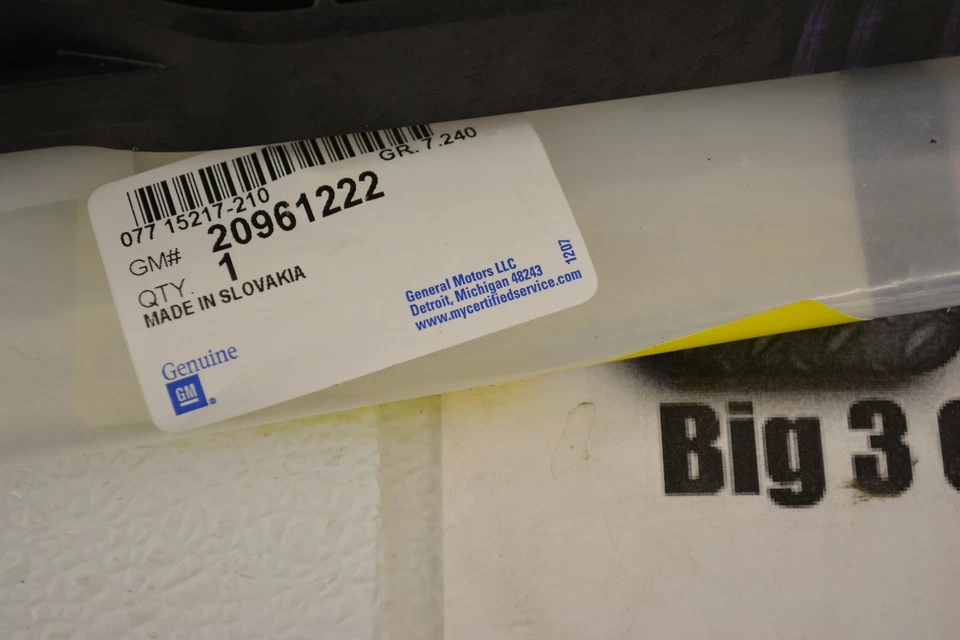 GR. 7.240
077 15217-210
GM# 20961222
QTY. 1
MADE IN SLOVAKIA
1207
General Motors LLC
Detroit, Michigan 48243
www.mycertifiedservice.com
Genuine
GM
Big 3